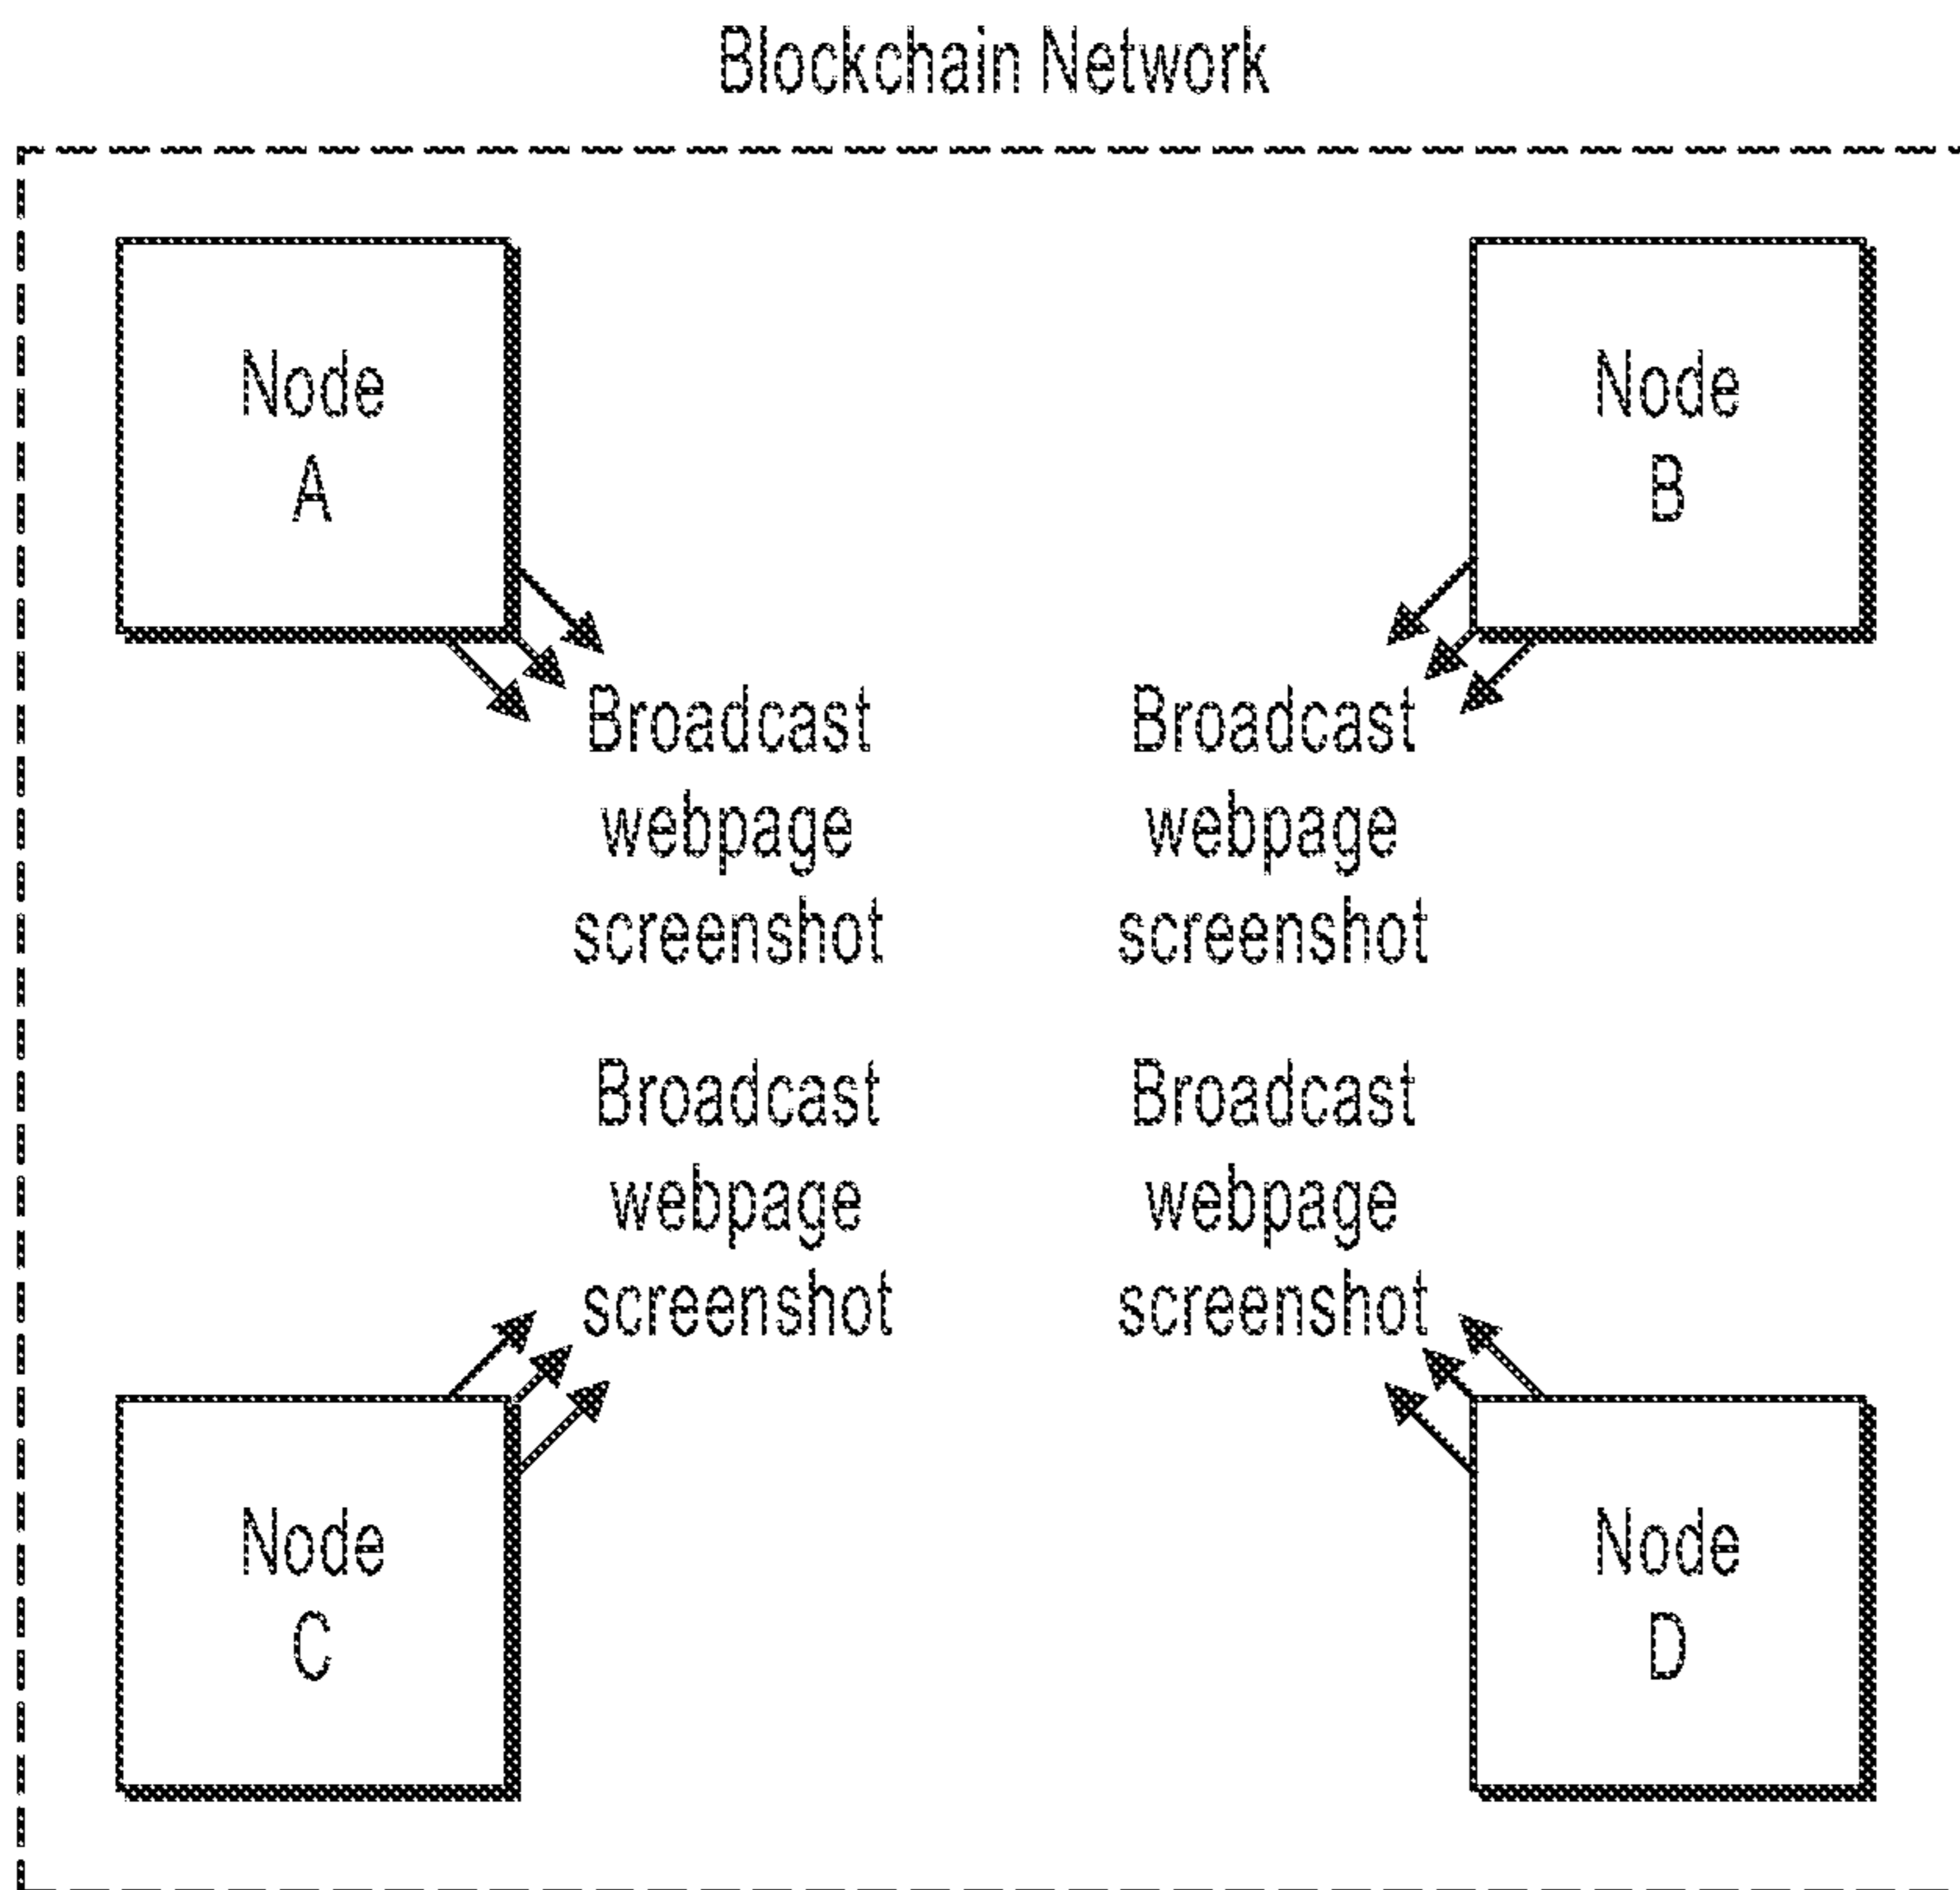 Blockchain Network
Node
A
Node
B
Broadcast
webpage
screenshot
Broadcast
webpage
screenshot
Broadcast
webpage
screenshot
Broadcast
webpage
screenshot
Node
C
Node
D